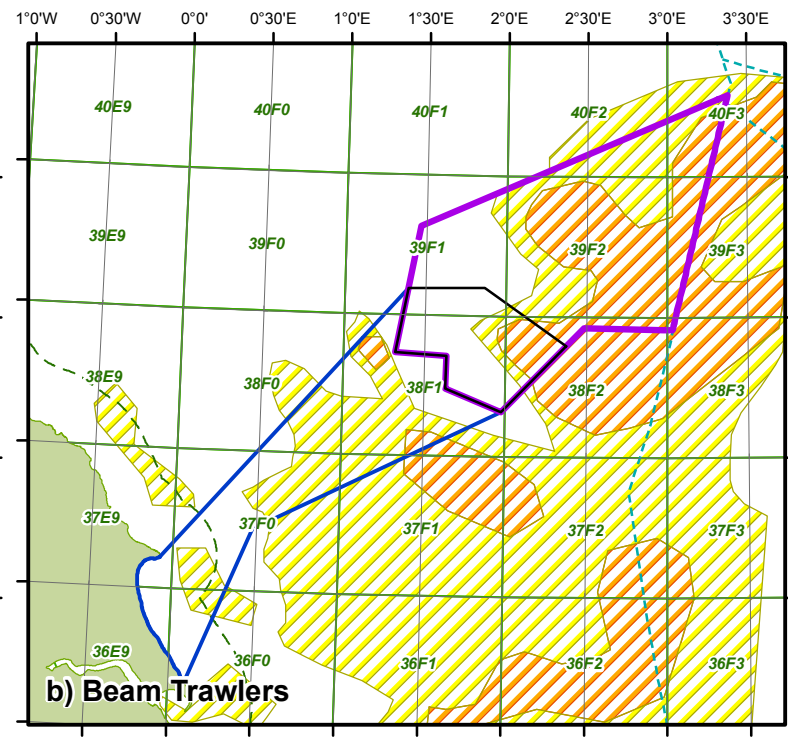 1°0'W 0°30'W 0°0' 0°30'E 1°0'E 1°30'E 2°0'E 2°30'E 3°0'E 3°30'E
40E9 40F0 40F1 40F2 40F3
39E9 39F0 39F1 39F2 39F3
38E9 38F0 38F1 38F2 38F3
37E9 37F0 37F1 37F2 37F3
36E9 36F0 36F1 36F2 36F3
b) Beam Trawlers